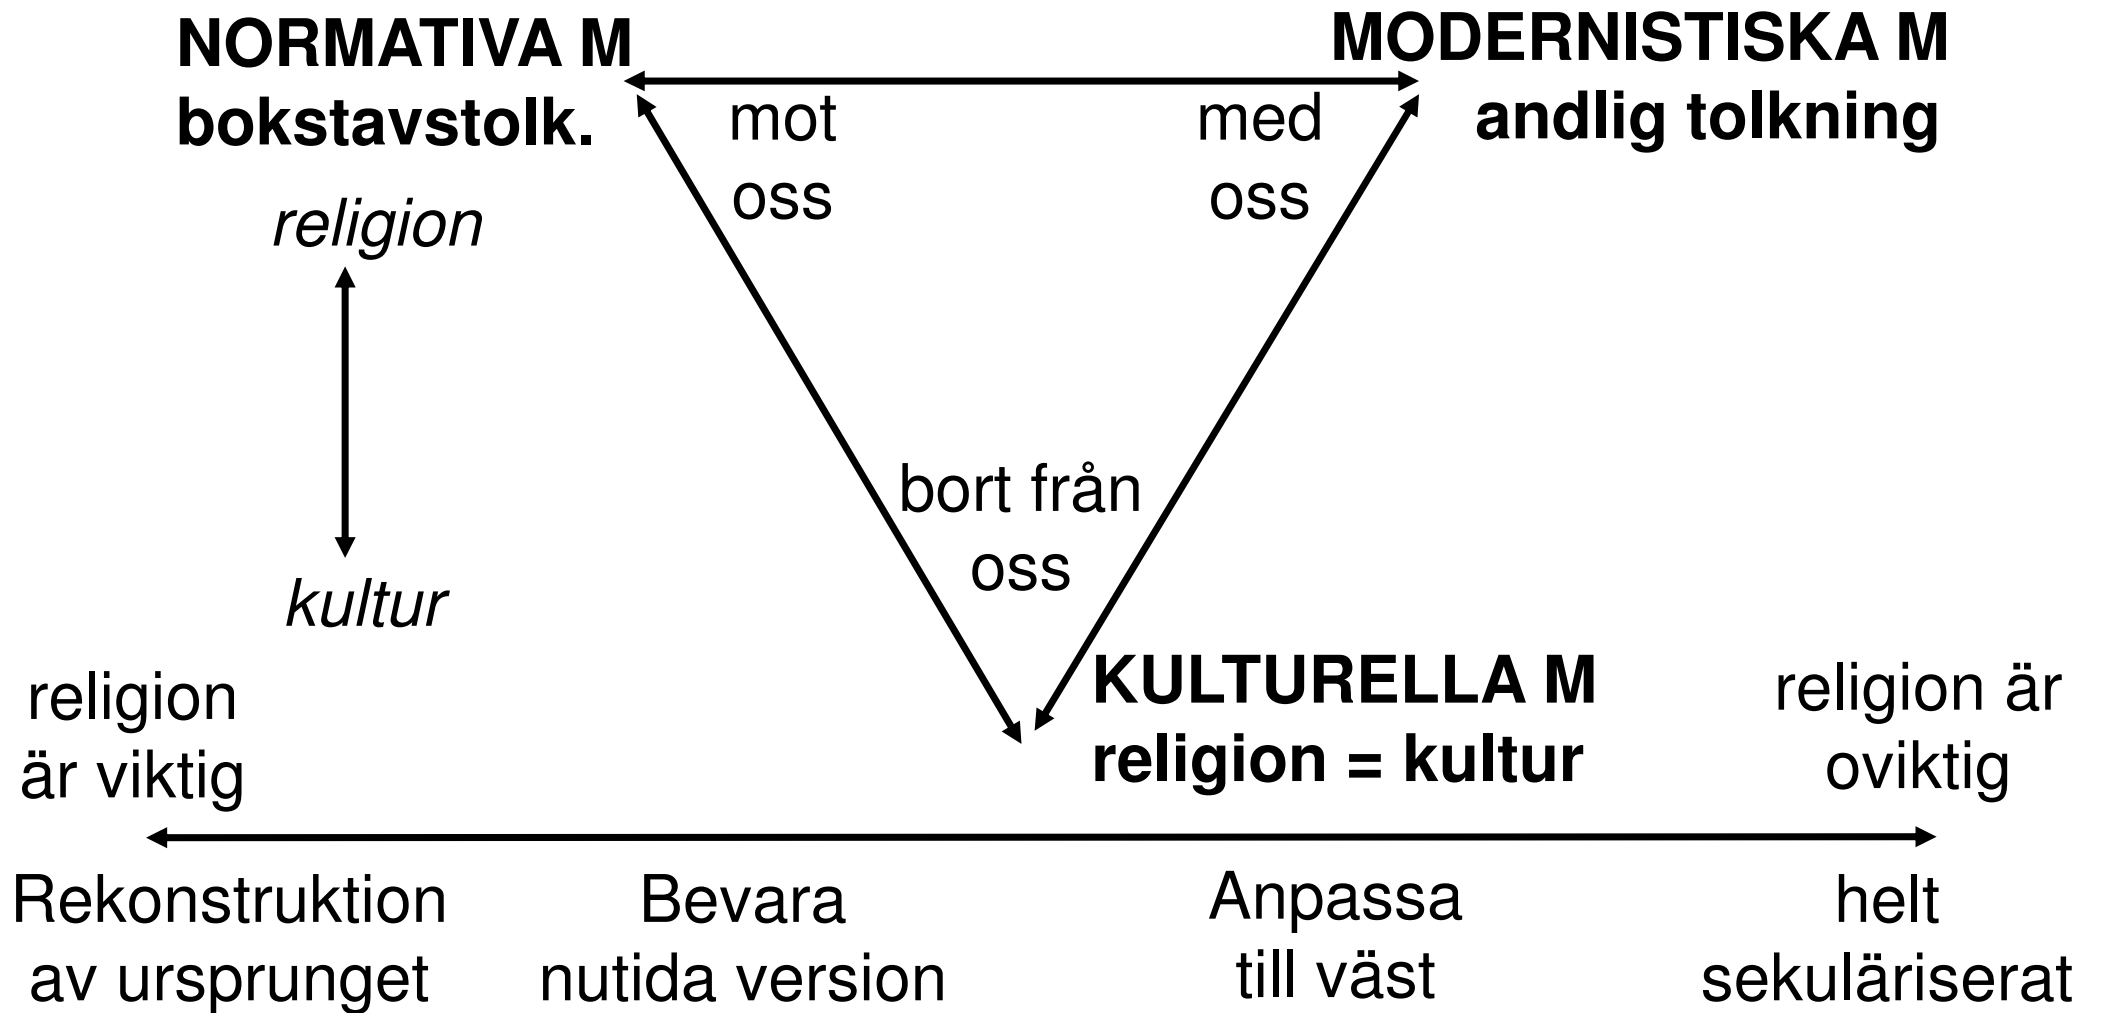 NORMATIVA M
bokstavstolk.
MODERNISTISKA M
andlig tolkning
mot
oss
med
oss
religion
kultur
bort från
oss
KULTURELLA M
religion = kultur
religion
är viktig
religion är
oviktig
Rekonstruktion
av ursprunget
Bevara
nutida version
Anpassa
till väst
helt
sekuläriserat